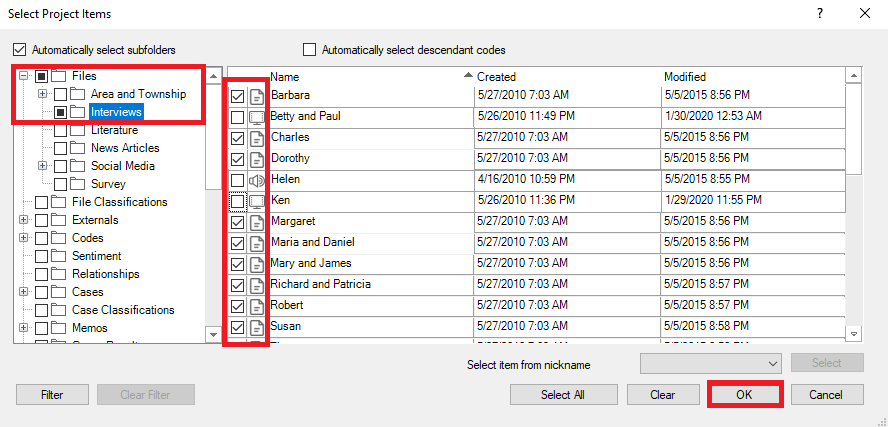 Select Project Items ?
Automatically select subfolders
Automatically select descendant codes
Files
Area and Township
Interviews
Literature
News Articles
Social Media
Survey
File Classifications
Externals
Codes
Sentiment
Relationships
Cases
Case Classifications
Memos
Name Created Modified
Barbara 5/27/2010 7:03 AM 5/5/2015 8:56 PM
Betty and Paul 5/26/2010 11:49 PM 1/30/2020 12:53 AM
Charles 5/27/2010 7:03 AM 5/5/2015 8:56 PM
Dorothy 5/27/2010 7:03 AM 5/5/2015 8:56 PM
Helen 4/16/2010 10:59 PM 5/5/2015 8:55 PM
Ken 5/26/2010 11:36 PM 1/29/2020 11:55 PM
Margaret 5/27/2010 7:03 AM 5/5/2015 8:56 PM
Maria and Daniel 5/27/2010 7:03 AM 5/5/2015 8:56 PM
Mary and James 5/27/2010 7:03 AM 5/5/2015 8:56 PM
Richard and Patricia 5/27/2010 7:03 AM 5/5/2015 8:57 PM
Robert 5/27/2010 7:03 AM 5/5/2015 8:57 PM
Susan 5/27/2010 7:03 AM 5/5/2015 8:58 PM
Select item from nickname Select
Filter Clear Filter Select All Clear OK Cancel